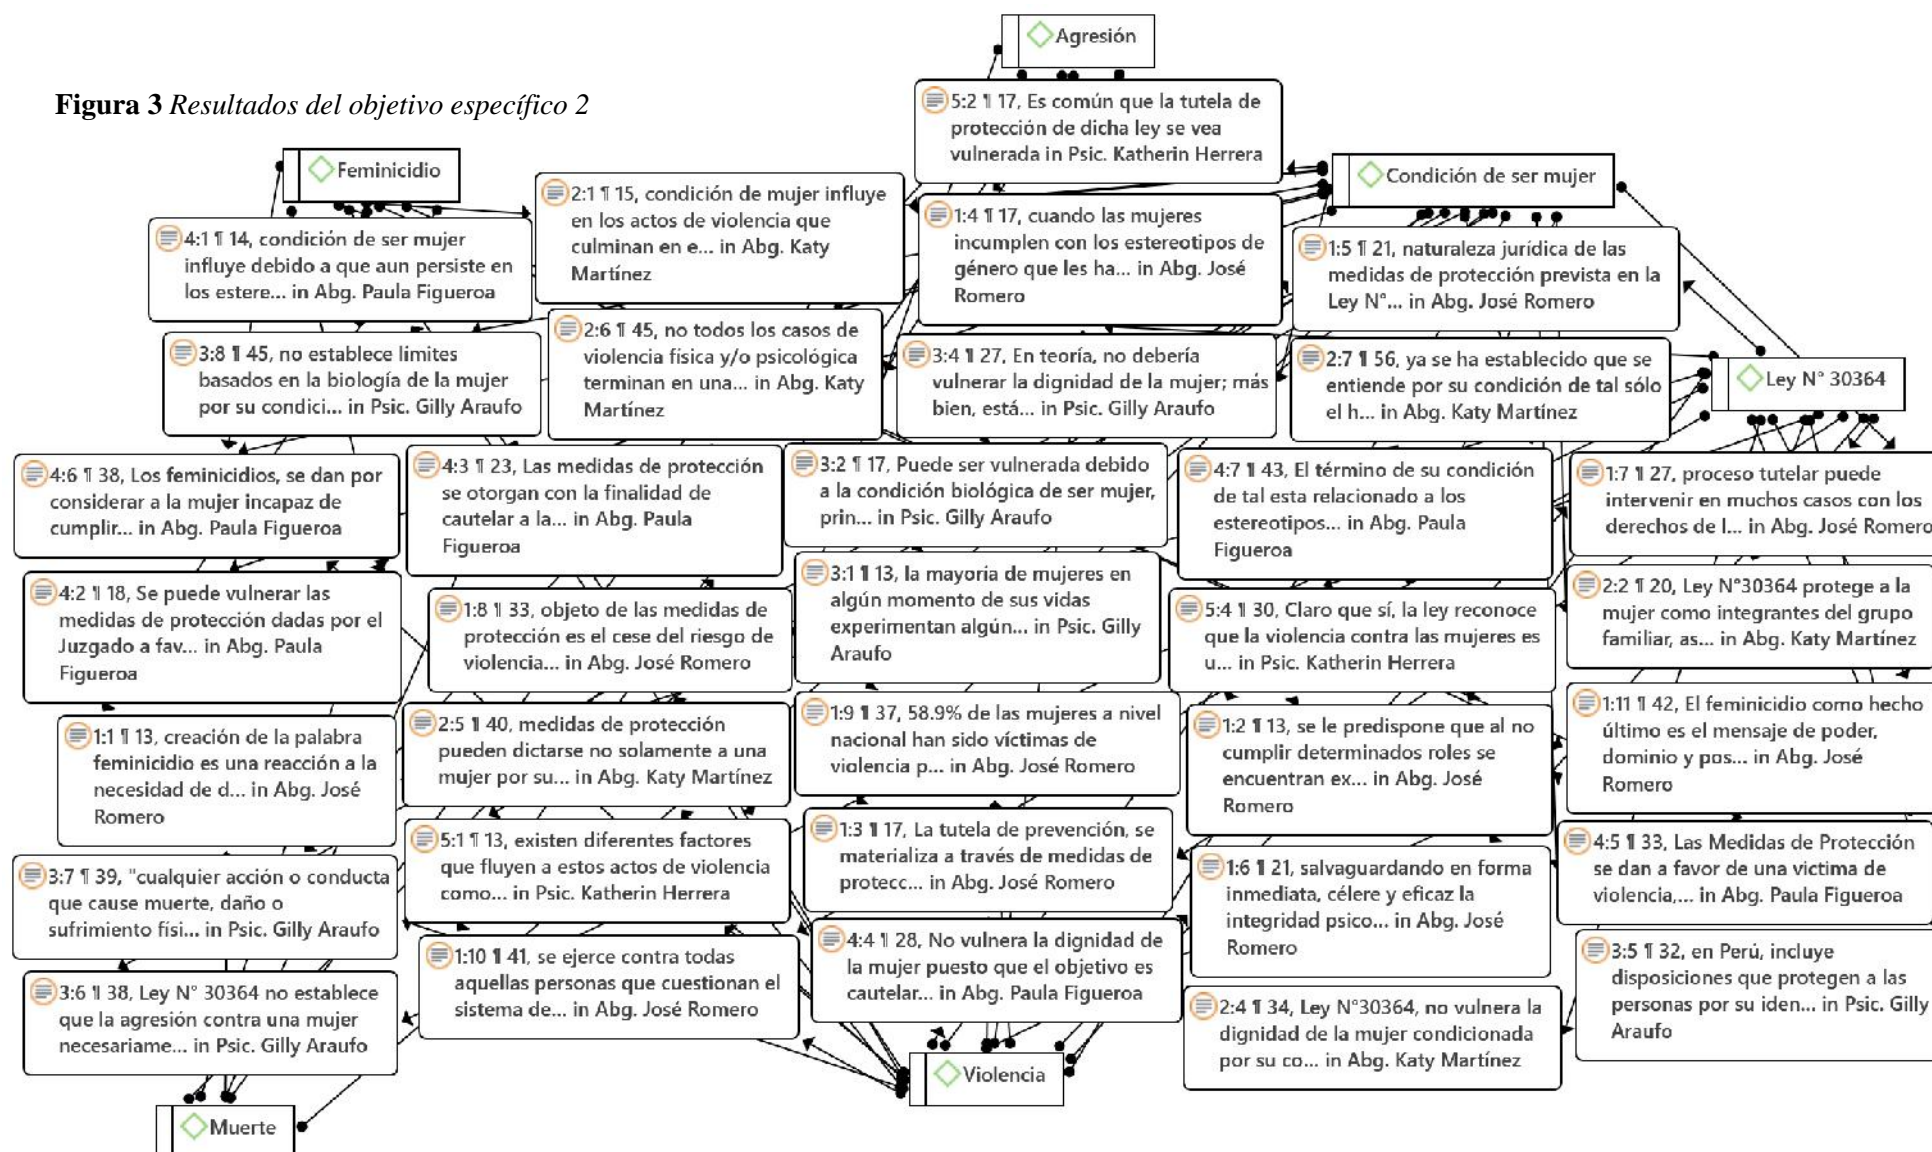 Figura 3 Resultados del objetivo específico 2
Agresión
5:2 ¶ 17, Es común que la tutela de
protección de dicha ley se vea
vulnerada in Psic. Katherin Herrera
Feminicidio
Condición de ser mujer
2:1 ¶ 15, condición de mujer influye
en los actos de violencia que
culminan en e... in Abg. Katy
Martínez
1:4 ¶ 17, cuando las mujeres
incumplen con los estereotipos de
género que les ha... in Abg. José
Romero
4:1 ¶ 14, condición de ser mujer
influye debido a que aun persiste en
los estere... in Abg. Paula Figueroa
1:5 ¶ 21, naturaleza jurídica de las
medidas de protección prevista en la
Ley N°... in Abg. José Romero
2:6 ¶ 45, no todos los casos de
violencia física y/o psicológica
terminan en una... in Abg. Katy
Martínez
3:8 ¶ 45, no establece limites
basados en la biología de la mujer
por su condici... in Psic. Gilly Araufo
3:4 ¶ 27, En teoría, no debería
vulnerar la dignidad de la mujer; más
bien, está... in Psic. Gilly Araufo
2:7 ¶ 56, ya se ha establecido que se
entiende por su condición de tal sólo
el h... in Abg. Katy Martínez
Ley N° 30364
4:6 ¶ 38, Los feminicidios, se dan por
considerar a la mujer incapaz de
cumplir... in Abg. Paula Figueroa
4:3 ¶ 23, Las medidas de protección
se otorgan con la finalidad de
cautelar a la... in Abg. Paula
Figueroa
3:2 ¶ 17, Puede ser vulnerada debido
a la condición biológica de ser mujer,
prin... in Psic. Gilly Araufo
4:7 ¶ 43, El término de su condición
de tal esta relacionado a los
estereotipos... in Abg. Paula
Figueroa
1:7 ¶ 27, proceso tutelar puede
intervenir en muchos casos con los
derechos de l... in Abg. José Romero
4:2 ¶ 18, Se puede vulnerar las
medidas de protección dadas por el
Juzgado a fav... in Abg. Paula
Figueroa
1:8 ¶ 33, objeto de las medidas de
protección es el cese del riesgo de
violencia... in Abg. José Romero
3:1 ¶ 13, la mayoría de mujeres en
algún momento de sus vidas
experimentan algún... in Psic. Gilly
Araufo
5:4 ¶ 30, Claro que sí, la ley reconoce
que la violencia contra las mujeres es
u... in Psic. Katherin Herrera
2:2 ¶ 20, Ley N°30364 protege a la
mujer como integrantes del grupo
familiar, as... in Abg. Katy Martínez
1:1 ¶ 13, creación de la palabra
feminicidio es una reacción a la
necesidad de d... in Abg. José
Romero
2:5 ¶ 40, medidas de protección
pueden dictarse no solamente a una
mujer por su... in Abg. Katy Martínez
1:9 ¶ 37, 58.9% de las mujeres a nivel
nacional han sido víctimas de
violencia p... in Abg. José Romero
1:2 ¶ 13, se le predispone que al no
cumplir determinados roles se
encuentran ex... in Abg. José
Romero
1:11 ¶ 42, El feminicidio como hecho
último es el mensaje de poder,
dominio y pos... in Abg. José
Romero
3:7 ¶ 39, "cualquier acción o conducta
que cause muerte, daño o
sufrimiento físi... in Psic. Gilly Araufo
5:1 ¶ 13, existen diferentes factores
que fluyen a estos actos de violencia
como... in Psic. Katherin Herrera
1:3 ¶ 17, La tutela de prevención, se
materializa a través de medidas de
protecc... in Abg. José Romero
1:6 ¶ 21, salvaguardando en forma
inmediata, célere y eficaz la
integridad psico... in Abg. José
Romero
4:5 ¶ 33, Las Medidas de Protección
se dan a favor de una victima de
violencia,... in Abg. Paula Figueroa
3:6 ¶ 38, Ley N° 30364 no establece
que la agresión contra una mujer
necesariame... in Psic. Gilly Araufo
1:10 ¶ 41, se ejerce contra todas
aquellas personas que cuestionan el
sistema de... in Abg. José Romero
4:4 ¶ 28, No vulnera la dignidad de
la mujer puesto que el objetivo es
cautelar... in Abg. Paula Figueroa
2:4 ¶ 34, Ley N°30364, no vulnera la
dignidad de la mujer condicionada
por su co... in Abg. Katy Martínez
3:5 ¶ 32, en Perú, incluye
disposiciones que protegen a las
personas por su iden... in Psic. Gilly
Araufo
Violencia
Muerte